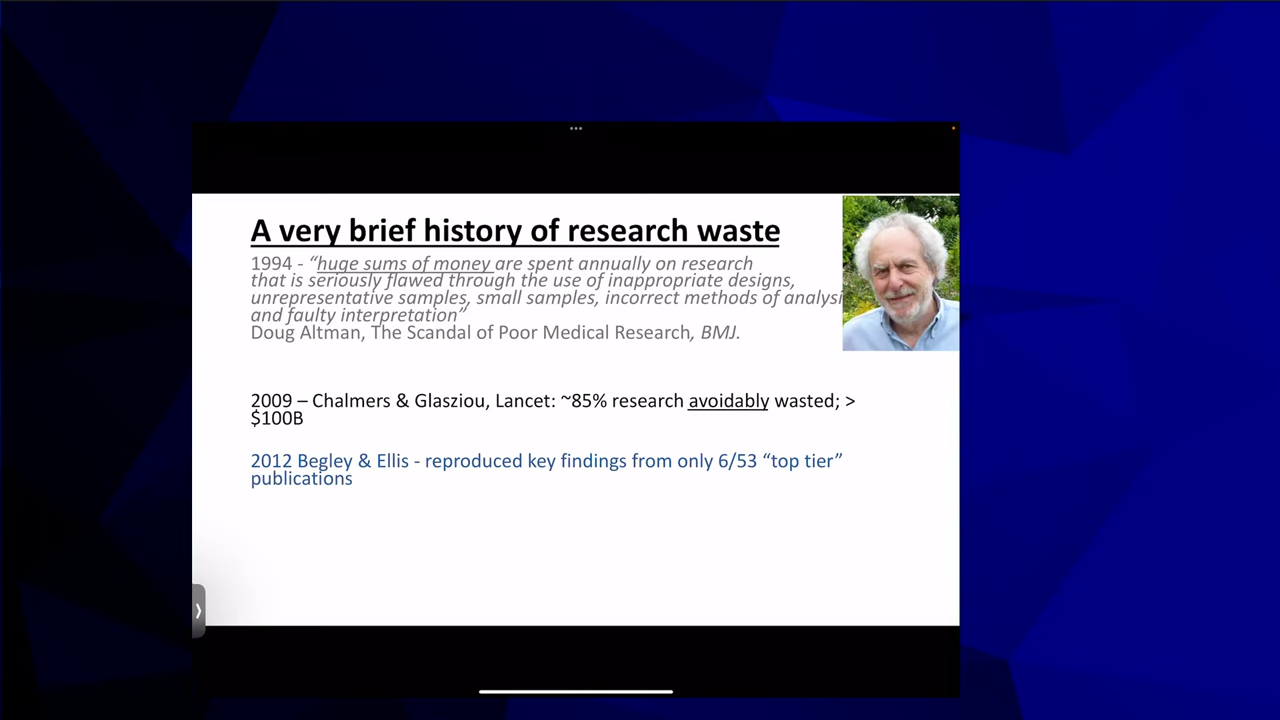 A very brief history of research waste
1994 - “huge sums of money are spent annually on research
that is seriously flawed through the use of inappropriate designs,
unrepresentative samples, small samples, incorrect methods of analysi
and faulty interpretation”
Doug Altman, The Scandal of Poor Medical Research, BMJ.
2009 – Chalmers & Glasziou, Lancet: ~85% research avoidably wasted; >
$100B
2012 Begley & Ellis - reproduced key findings from only 6/53 “top tier”
publications